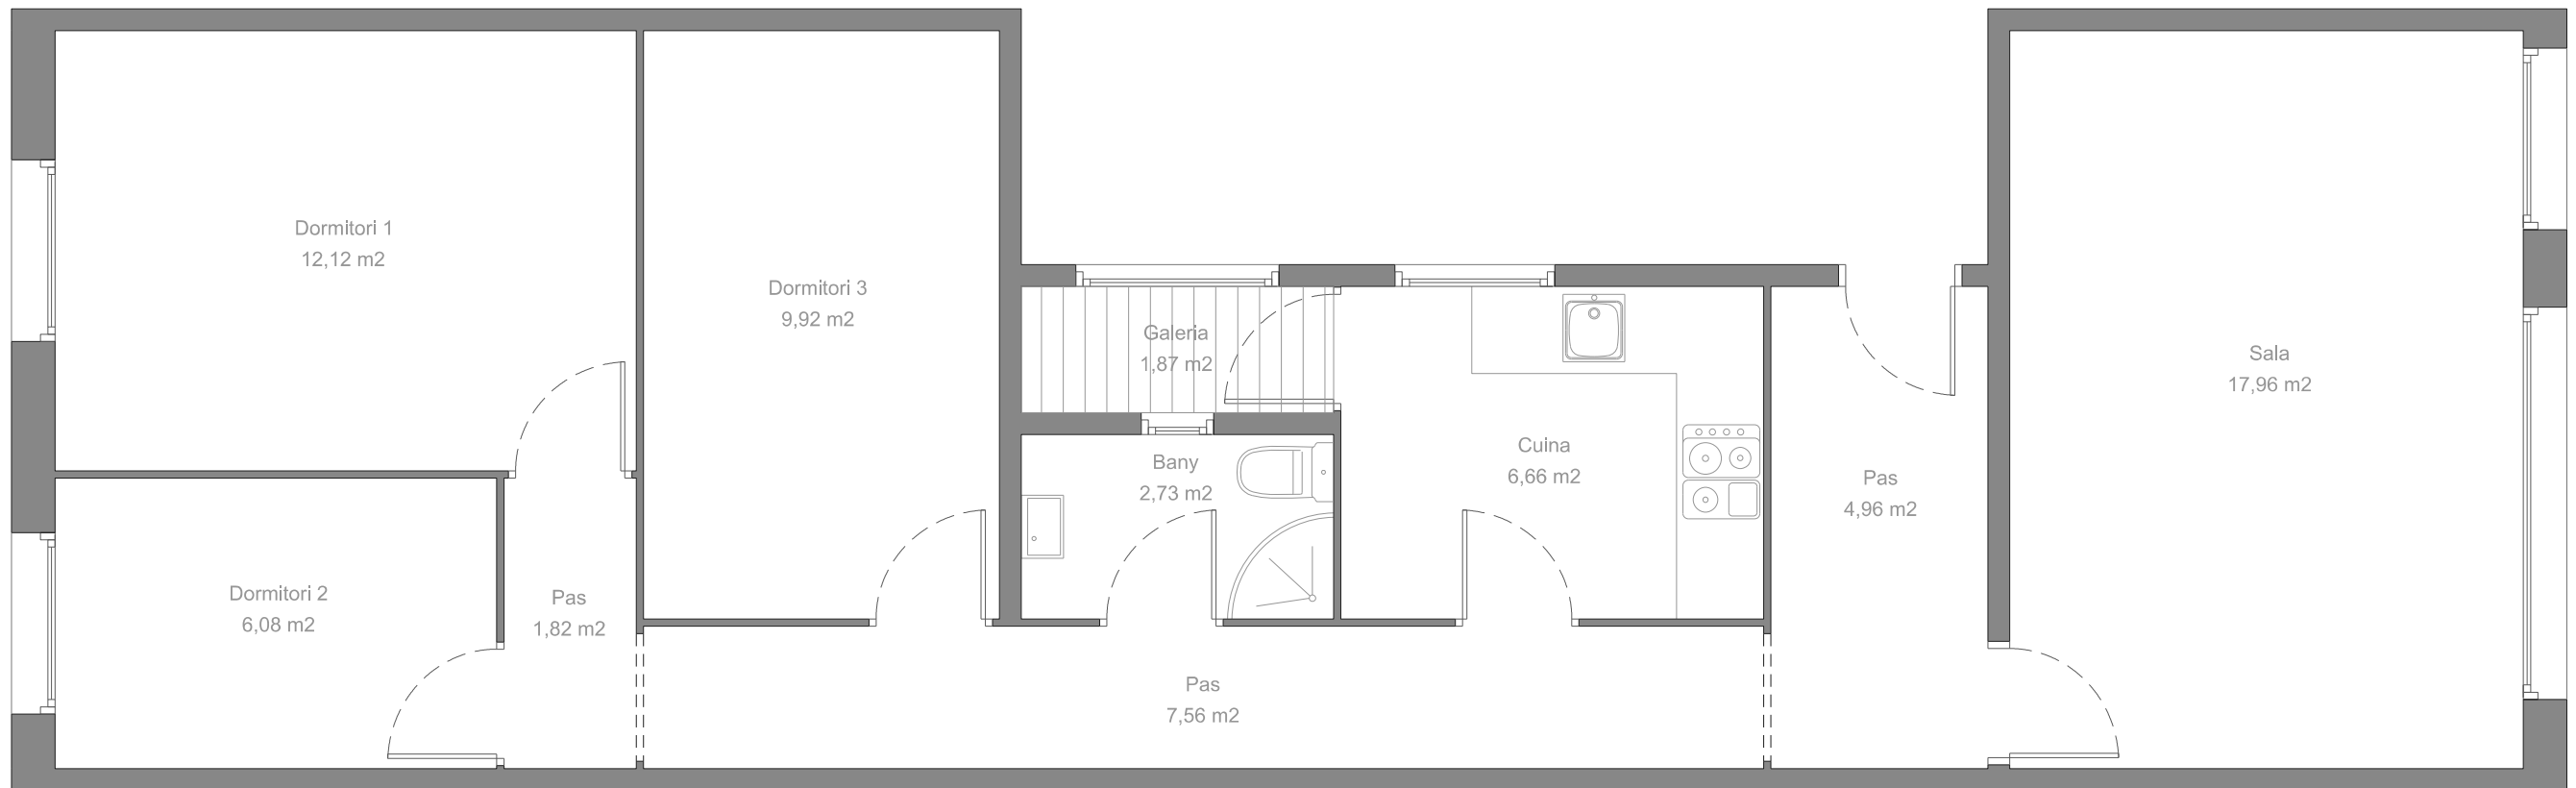 Dormitori 1
12,12 m2
Dormitori 3
9,92 m2
Galeria
1,87 m2
Sala
17,96 m2
Cuina
6,66 m2
Bany
2,73 m2
Pas
4,96 m2
Dormitori 2
6,08 m2
Pas
1,82 m2
Pas
7,56 m2